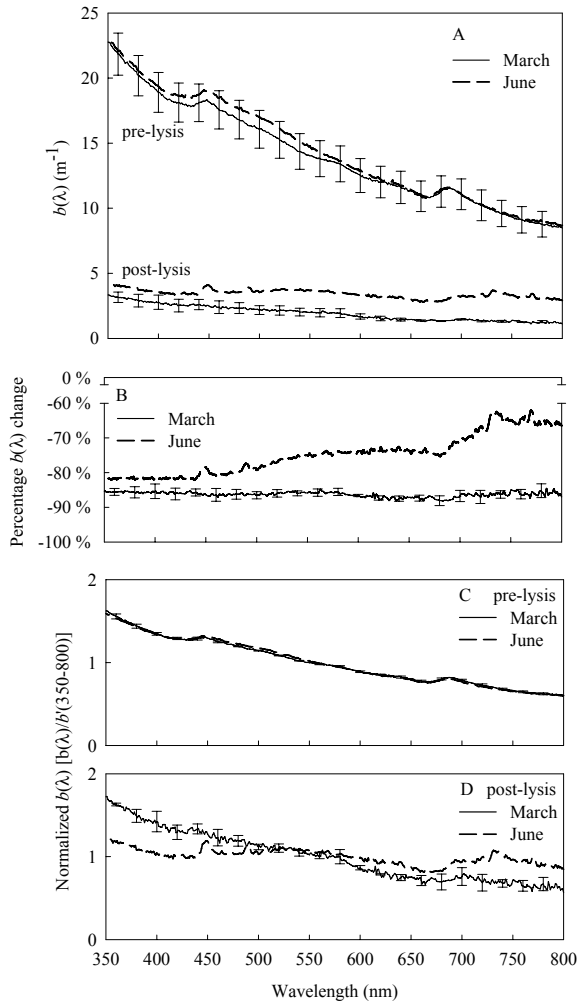 A
March
June
pre-lysis
post-lysis
25
20
15
10
5
0
b(λ) (m⁻¹)
B
March
June
0 %
-60 %
-70 %
-80 %
-90 %
-100 %
Percentage b(λ) change
C pre-lysis
March
June
2
1
0
D post-lysis
March
June
2
1
0
Normalized b(λ) [b(λ)/b'(350-800)]
350 400 450 500 550 600 650 700 750 800
Wavelength (nm)